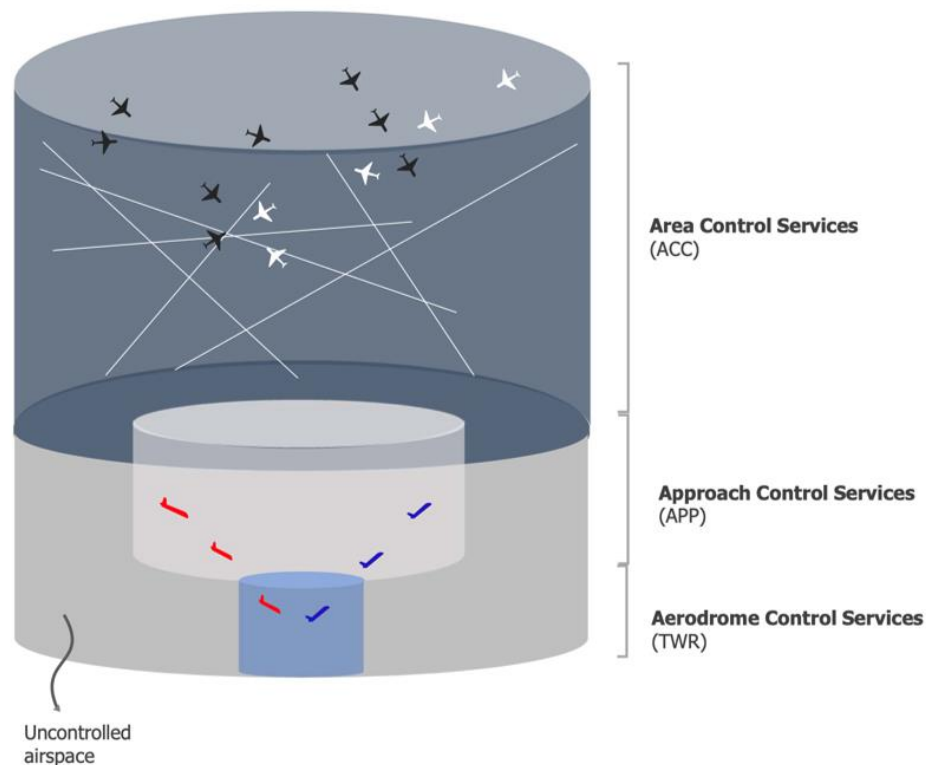 Area Control Services
(ACC)
Approach Control Services
(APP)
Aerodrome Control Services
(TWR)
Uncontrolled
airspace